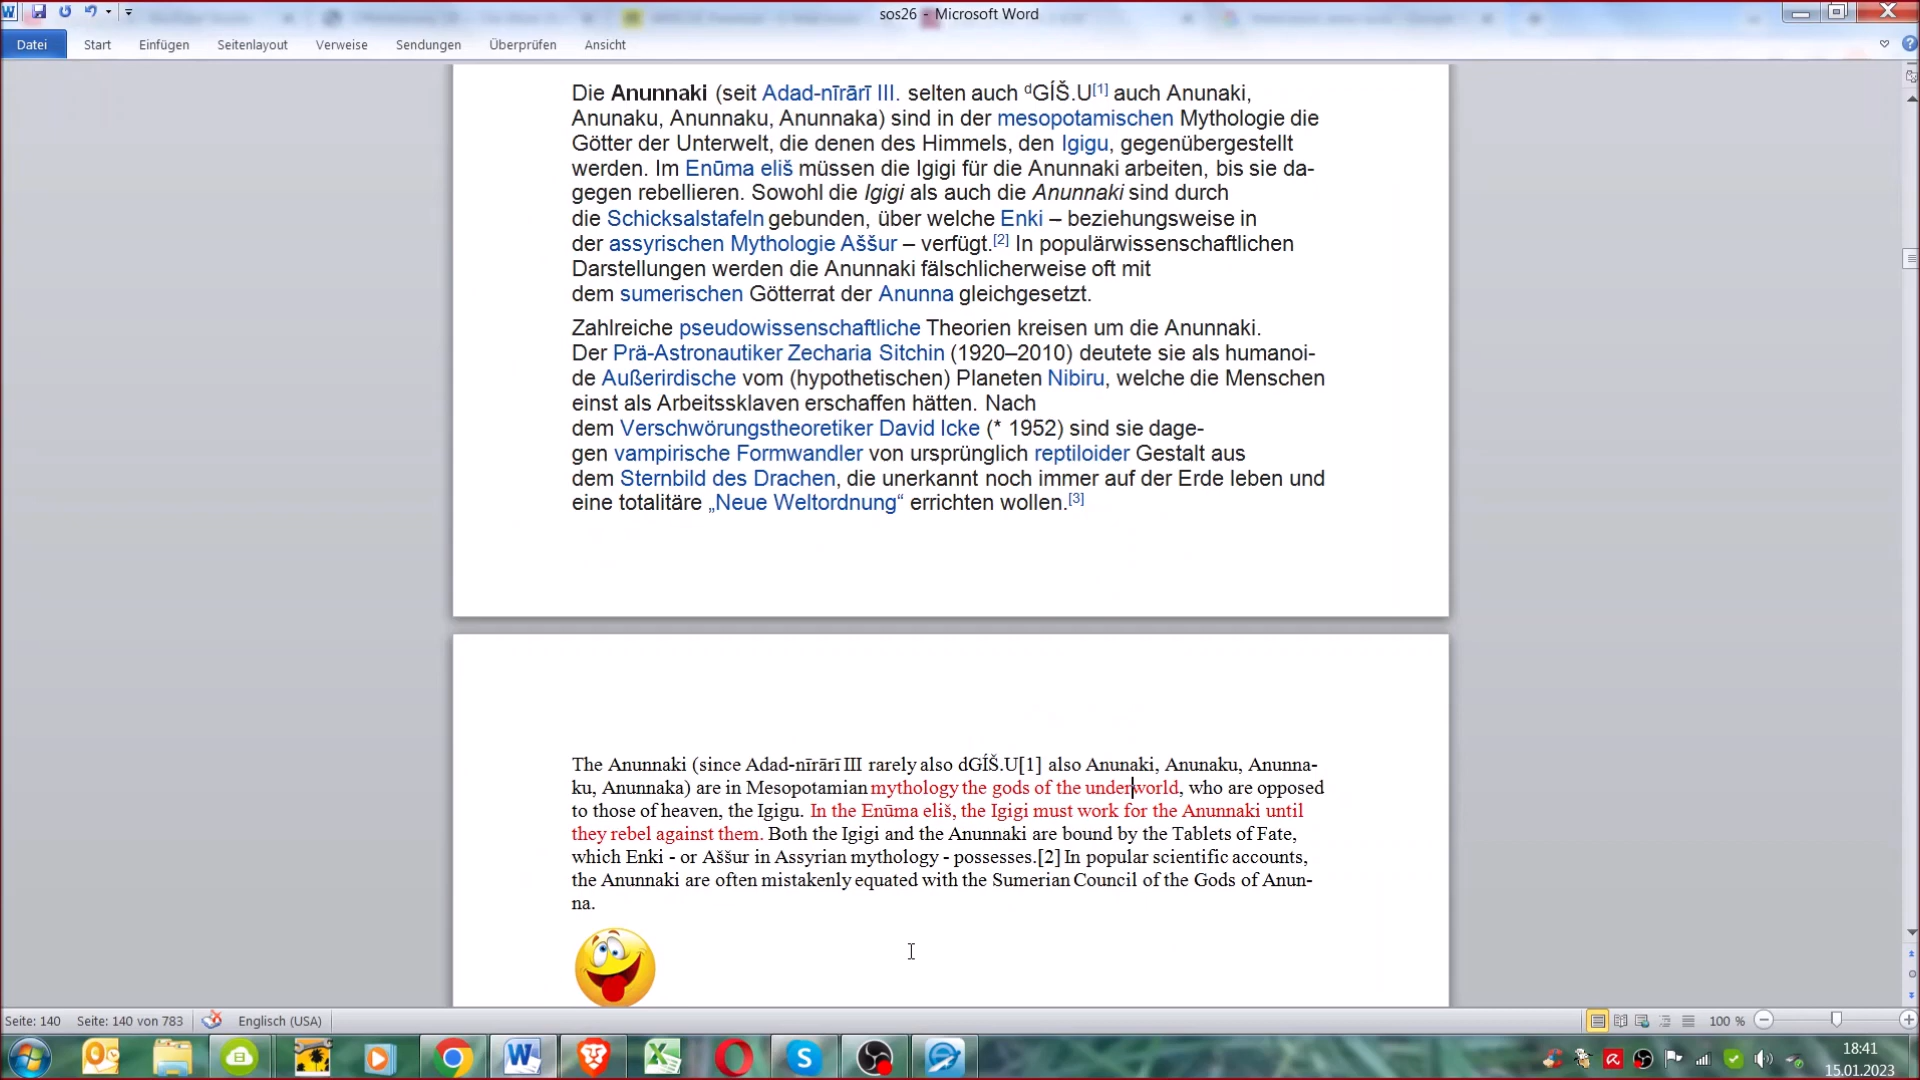 sos26 - Microsoft Word
Datei Start Einfügen Seitenlayout Verweise Sendungen Überprüfen Ansicht
Die Anunnaki (seit Adad-nīrārī III. selten auch ᵈGÍŠ.U[1] auch Anunaki,
Anunaku, Anunnaku, Anunnaka) sind in der mesopotamischen Mythologie die
Götter der Unterwelt, die denen des Himmels, den Igigu, gegenübergestellt
werden. Im Enūma eliš müssen die Igigi für die Anunnaki arbeiten, bis sie da-
gegen rebellieren. Sowohl die Igigi als auch die Anunnaki sind durch
die Schicksalstafeln gebunden, über welche Enki – beziehungsweise in
der assyrischen Mythologie Aššur – verfügt.[2] In populärwissenschaftlichen
Darstellungen werden die Anunnaki fälschlicherweise oft mit
dem sumerischen Götterrat der Anunna gleichgesetzt.
Zahlreiche pseudowissenschaftliche Theorien kreisen um die Anunnaki.
Der Prä-Astronautiker Zecharia Sitchin (1920–2010) deutete sie als humanoi-
de Außerirdische vom (hypothetischen) Planeten Nibiru, welche die Menschen
einst als Arbeitssklaven erschaffen hätten. Nach
dem Verschwörungstheoretiker David Icke (* 1952) sind sie dage-
gen vampirische Formwandler von ursprünglich reptiloider Gestalt aus
dem Sternbild des Drachen, die unerkannt noch immer auf der Erde leben und
eine totalitäre „Neue Weltordnung“ errichten wollen.[3]
The Anunnaki (since Adad-nīrārī III rarely also dGÍŠ.U[1] also Anunaki, Anunaku, Anunna-
ku, Anunnaka) are in Mesopotamian mythology the gods of the underworld, who are opposed
to those of heaven, the Igigu. In the Enūma eliš, the Igigi must work for the Anunnaki until
they rebel against them. Both the Igigi and the Anunnaki are bound by the Tablets of Fate,
which Enki - or Aššur in Assyrian mythology - possesses.[2] In popular scientific accounts,
the Anunnaki are often mistakenly equated with the Sumerian Council of the Gods of Anun-
na.
Seite: 140 Seite: 140 von 783 Englisch (USA) 100 %
18:41
15.01.2023